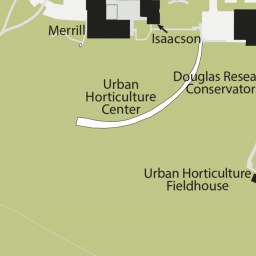 Merrill
Isaacson
Urban
Horticulture
Center
Douglas Resea
Conservator
Urban Horticulture
Fieldhouse